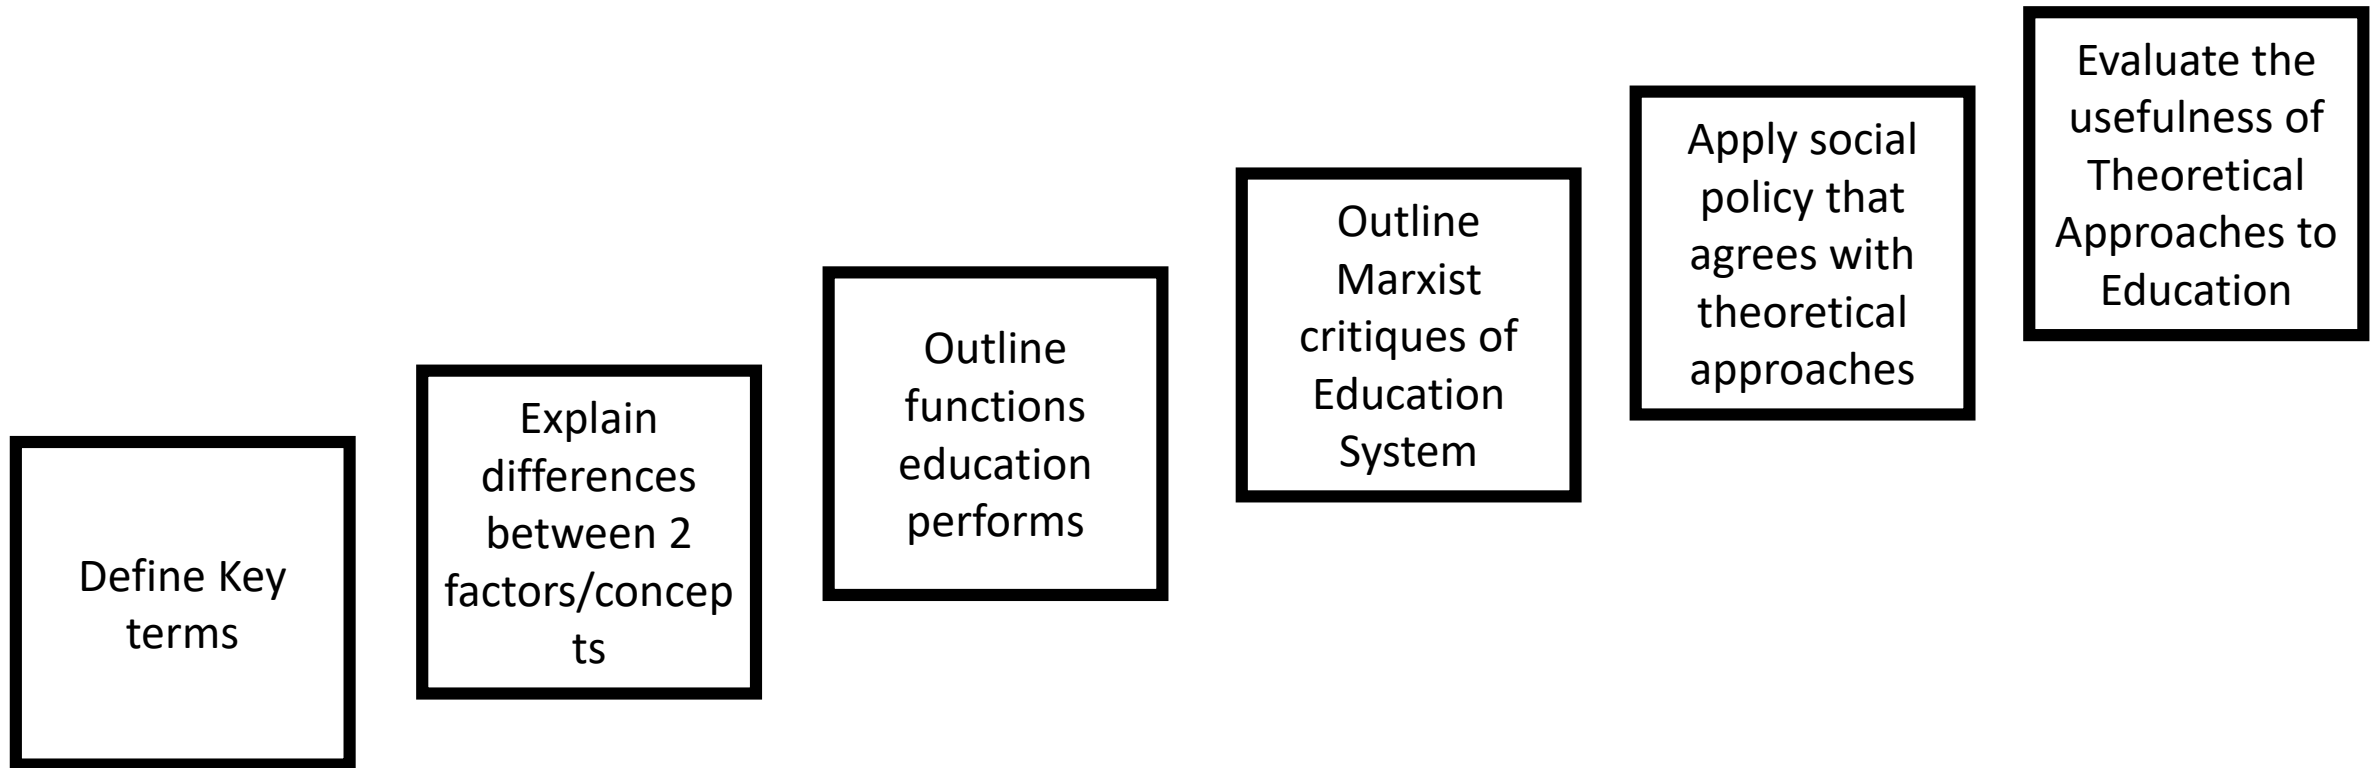 Define Key
terms
Explain
differences
between 2
factors/concep
ts
Outline
functions
education
performs
Outline
Marxist
critiques of
Education
System
Apply social
policy that
agrees with
theoretical
approaches
Evaluate the
usefulness of
Theoretical
Approaches to
Education